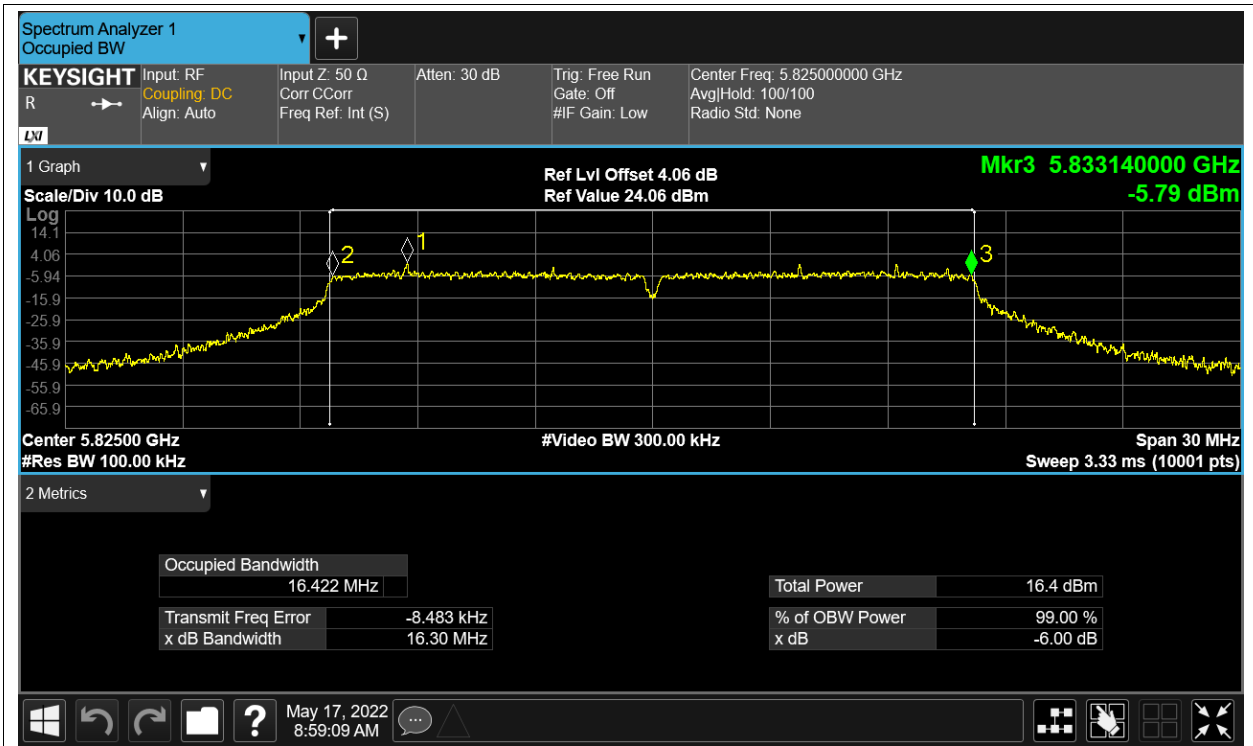 Spectrum Analyzer 1
Occupied BW
KEYSIGHT
R
LXI
Input: RF
Coupling: DC
Align: Auto
Input Z: 50 Ω
Corr CCorr
Freq Ref: Int (S)
Atten: 30 dB
Trig: Free Run
Gate: Off
#IF Gain: Low
Center Freq: 5.825000000 GHz
Avg|Hold: 100/100
Radio Std: None
1 Graph
Scale/Div 10.0 dB
Ref Lvl Offset 4.06 dB
Ref Value 24.06 dBm
Mkr3 5.833140000 GHz
-5.79 dBm
Log
14.1
4.06
-5.94
-15.9
-25.9
-35.9
-45.9
-55.9
-65.9
2
1
3
Center 5.82500 GHz
#Res BW 100.00 kHz
#Video BW 300.00 kHz
Span 30 MHz
Sweep 3.33 ms (10001 pts)
2 Metrics
Occupied Bandwidth
16.422 MHz
Transmit Freq Error -8.483 kHz
x dB Bandwidth 16.30 MHz
Total Power 16.4 dBm
% of OBW Power 99.00 %
x dB -6.00 dB
?
May 17, 2022
8:59:09 AM